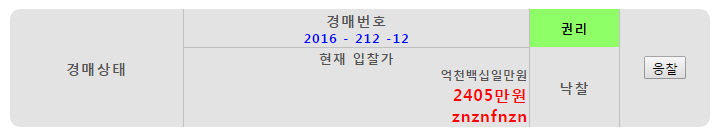 경매상태
경매번호
2016 - 212 -12
권리
현재 입찰가
억천백십일만원
2405만원
znznfnzn
낙찰
응찰